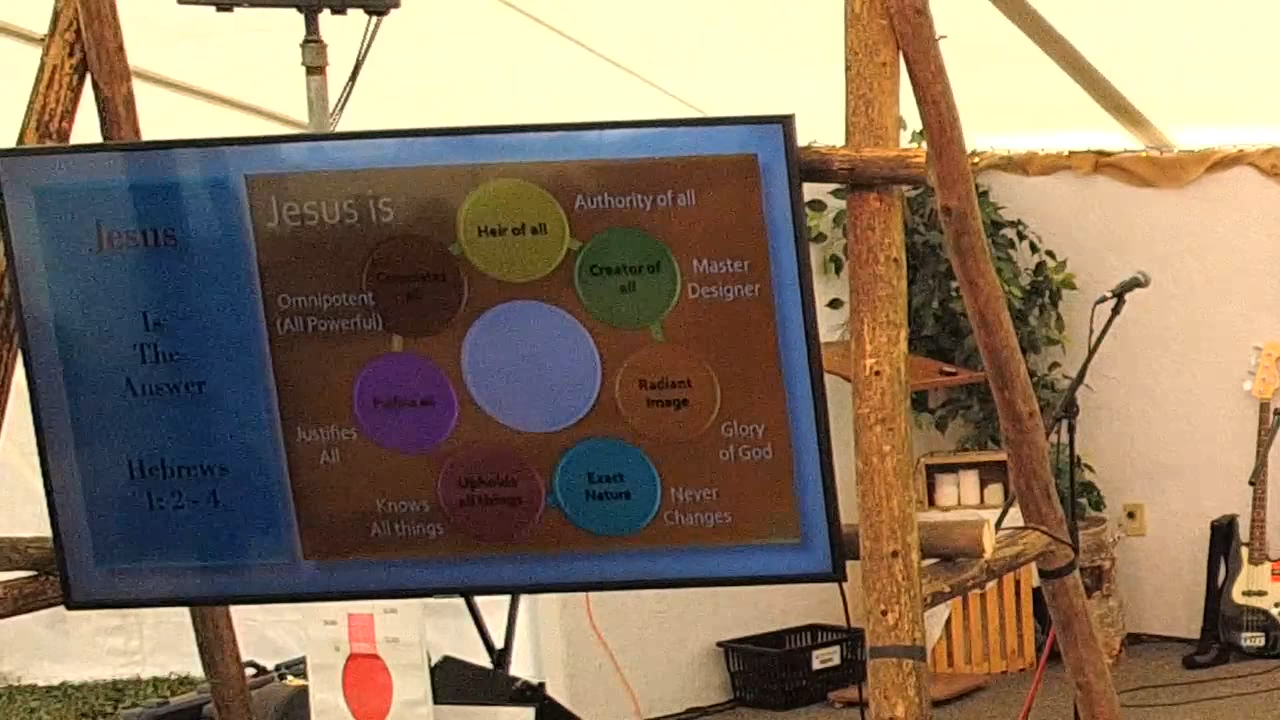 Jesus
Is
The
Answer
Hebrews
1: 2 - 4
Jesus is
Heir of all
Authority of all
Creator of
all
Master
Designer
Radiant
Image
Glory
of God
Exact
Nature
Never
Changes
Upholds
all things
Knows
All things
Justifies
All
Omnipotent
(All Powerful)